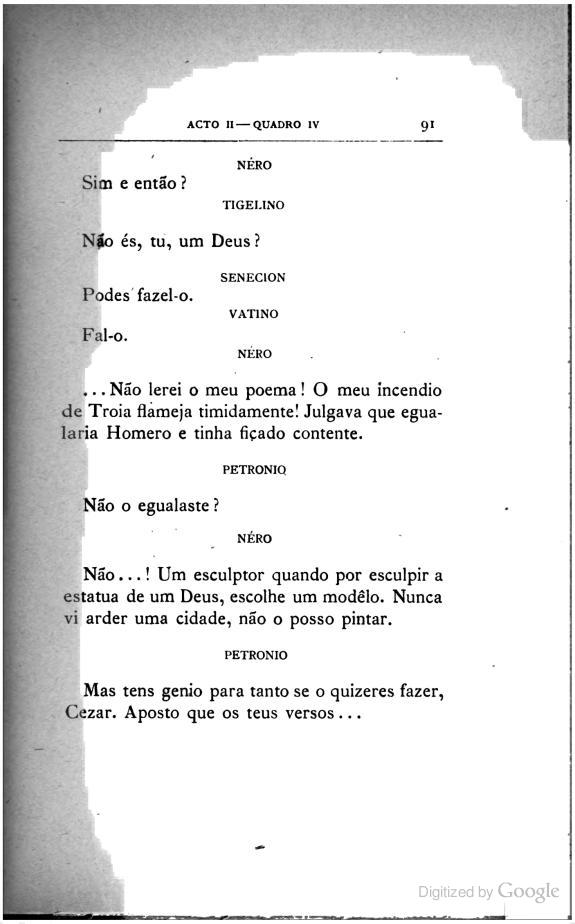 ACTO II — QUADRO IV 91
NÉRO
Sim e então?
TIGELINO
Não és, tu, um Deus?
SENECION
Podes fazel-o.
VATINO
Fal-o.
NÉRO
...Não lerei o meu poema! O meu incendio
de Troia flameja timidamente! Julgava que egua-
laria Homero e tinha ficado contente.
PETRONIO
Não o egualaste?
NÉRO
Não...! Um esculptor quando por esculpir a
estatua de um Deus, escolhe um modêlo. Nunca
vi arder uma cidade, não o posso pintar.
PETRONIO
Mas tens genio para tanto se o quizeres fazer,
Cezar. Aposto que os teus versos...
Digitized by Google